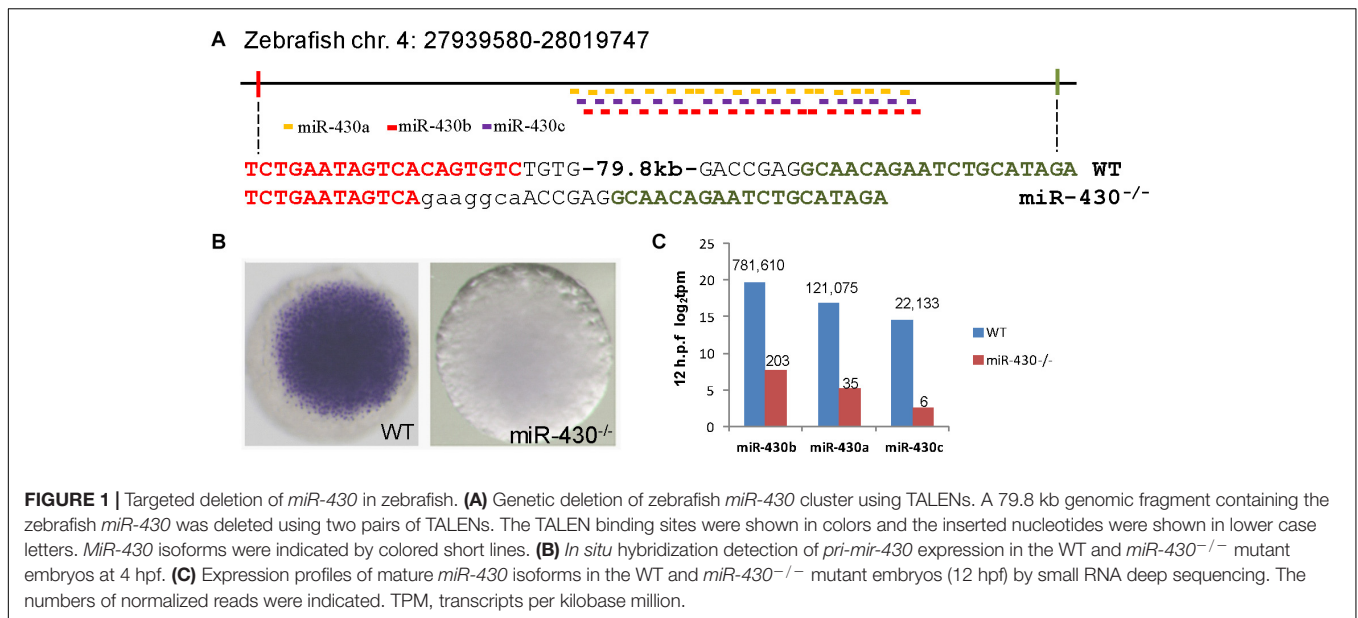 A Zebrafish chr. 4: 27939580-28019747
miR-430a miR-430b miR-430c
TCTGAATAGTCACAGTGTCTGTG-79.8kb-GACCGAGGCAACAGAATCTGCATAGA WT
TCTGAATAGTCAgaaggcaACCGAGGCAACAGAATCTGCATAGA miR-430-/-
B
WT
miR-430-/-
C
12 h.p.f log2tpm
25
20
15
10
5
0
781,610
203
121,075
35
22,133
6
miR-430b miR-430a miR-430c
WT
miR-430-/-
FIGURE 1 | Targeted deletion of miR-430 in zebrafish. (A) Genetic deletion of zebrafish miR-430 cluster using TALENs. A 79.8 kb genomic fragment containing the
zebrafish miR-430 was deleted using two pairs of TALENs. The TALEN binding sites were shown in colors and the inserted nucleotides were shown in lower case
letters. MiR-430 isoforms were indicated by colored short lines. (B) In situ hybridization detection of pri-mir-430 expression in the WT and miR-430−/− mutant
embryos at 4 hpf. (C) Expression profiles of mature miR-430 isoforms in the WT and miR-430−/− mutant embryos (12 hpf) by small RNA deep sequencing. The
numbers of normalized reads were indicated. TPM, transcripts per kilobase million.